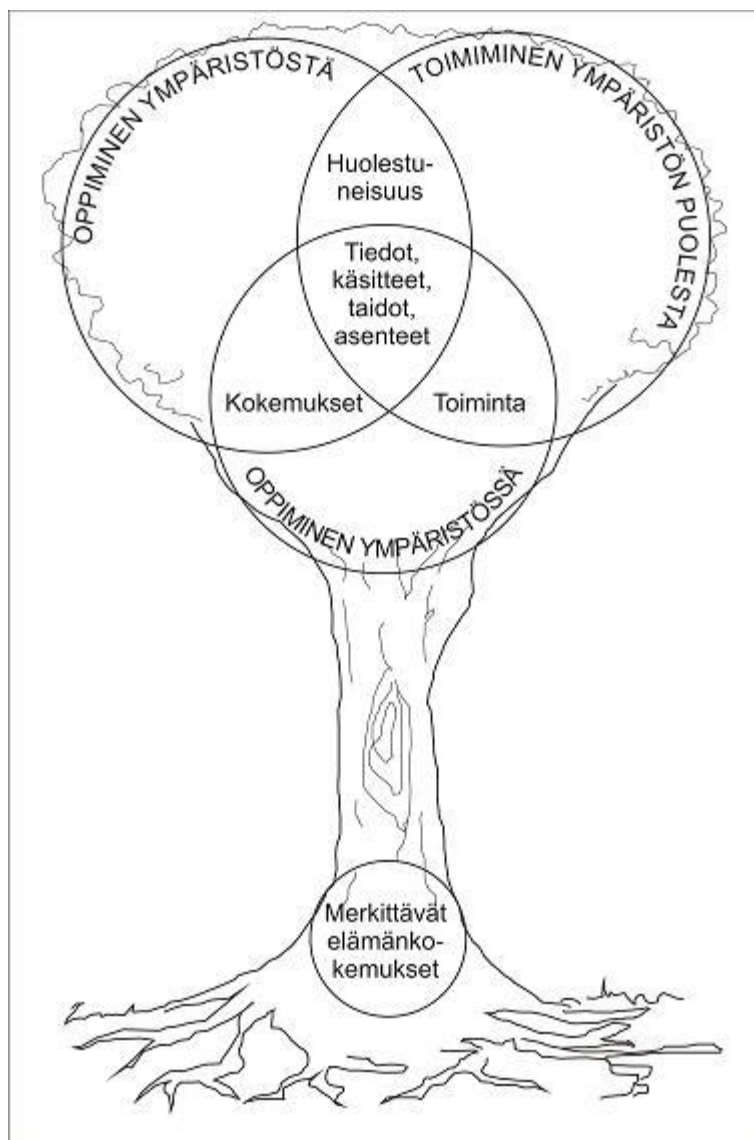 OPPIMINEN YMPÄRISTÖSTÄ
TOIMIMINEN YMPÄRISTÖN PUOLESTA
Huolestu-
neisuus
Tiedot,
käsitteet,
taidot,
asenteet
Kokemukset
Toiminta
OPPIMINEN YMPÄRISTÖSSÄ
Merkittävät
elämänko-
kemukset